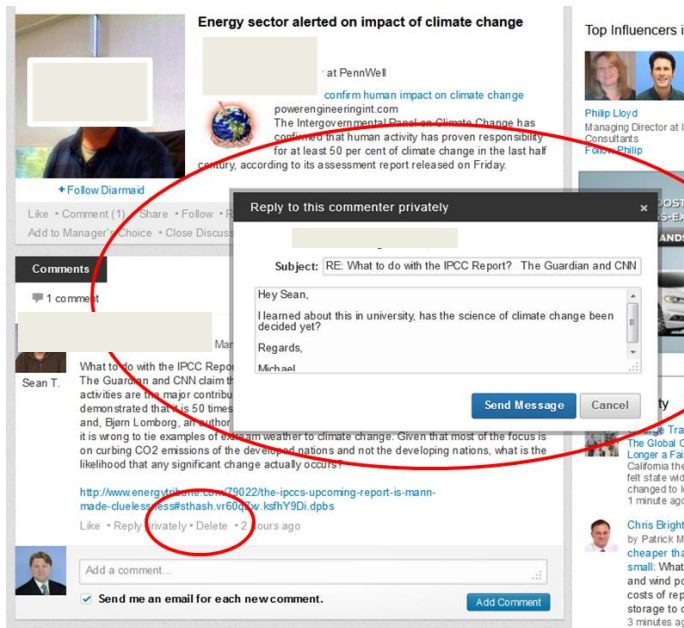 Energy sector alerted on impact of climate change
at PennWell
confirm human impact on climate change
powerengineeringint.com
The Intergovernmental Panel on Climate Change has
confirmed that human activity has proven responsibility
for at least 50 per cent of climate change in the last half
century, according to its assessment report released on Friday.
+Follow Diarmaid
Like • Comment (1) • Share • Follow • R
Add to Manager's Choice • Close Discuss
Comments
1 comment
Man
Sean T.
What to do with the IPCC Repor
The Guardian and CNN claim th
activities are the major contribu
demonstrated that it is 50 times
and, Bjørn Lomborg, an author
it is wrong to tie examples of extream weather to climate change. Given that most of the focus is
on curbing CO2 emissions of the developed nations and not the developing nations, what is the
likelihood that any significant change actually occurs?
http://www.energytribune.com/79022/the-ipccs-upcoming-report-is-mann-
made-cluelessness#sthash.vr60qZw.ksfhY9Di.dpbs
Like • Reply privately • Delete • 2 hours ago
Add a comment...
Send me an email for each new comment.
Add Comment
Reply to this commenter privately
×
Subject: RE: What to do with the IPCC Report? The Guardian and CNN
Hey Sean,
I learned about this in university, has the science of climate change been
decided yet?
Regards,
Michael
Send Message
Cancel
Top Influencers i
Philip Lloyd
Managing Director at I
Consultants
Follow Philip
OOST
S-EX
ANDS
ty
Tra
The Global C
Longer a Fai
California the
felt state wid
changed to k
1 minute ago
Chris Bright
by Patrick M
cheaper tha
small: What
and wind po
costs of rep
storage to c
3 minutes ag